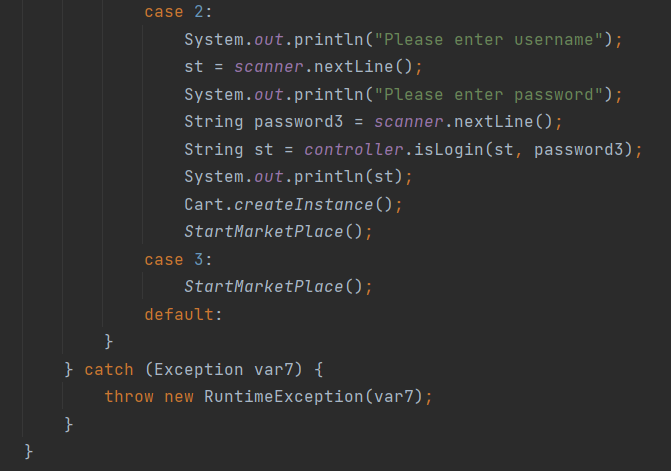 case 2:
System.out.println("Please enter username");
st = scanner.nextLine();
System.out.println("Please enter password");
String password3 = scanner.nextLine();
String st = controller.isLogin(st, password3);
System.out.println(st);
Cart.createInstance();
StartMarketPlace();
case 3:
StartMarketPlace();
default:
}
} catch (Exception var7) {
throw new RuntimeException(var7);
}
}